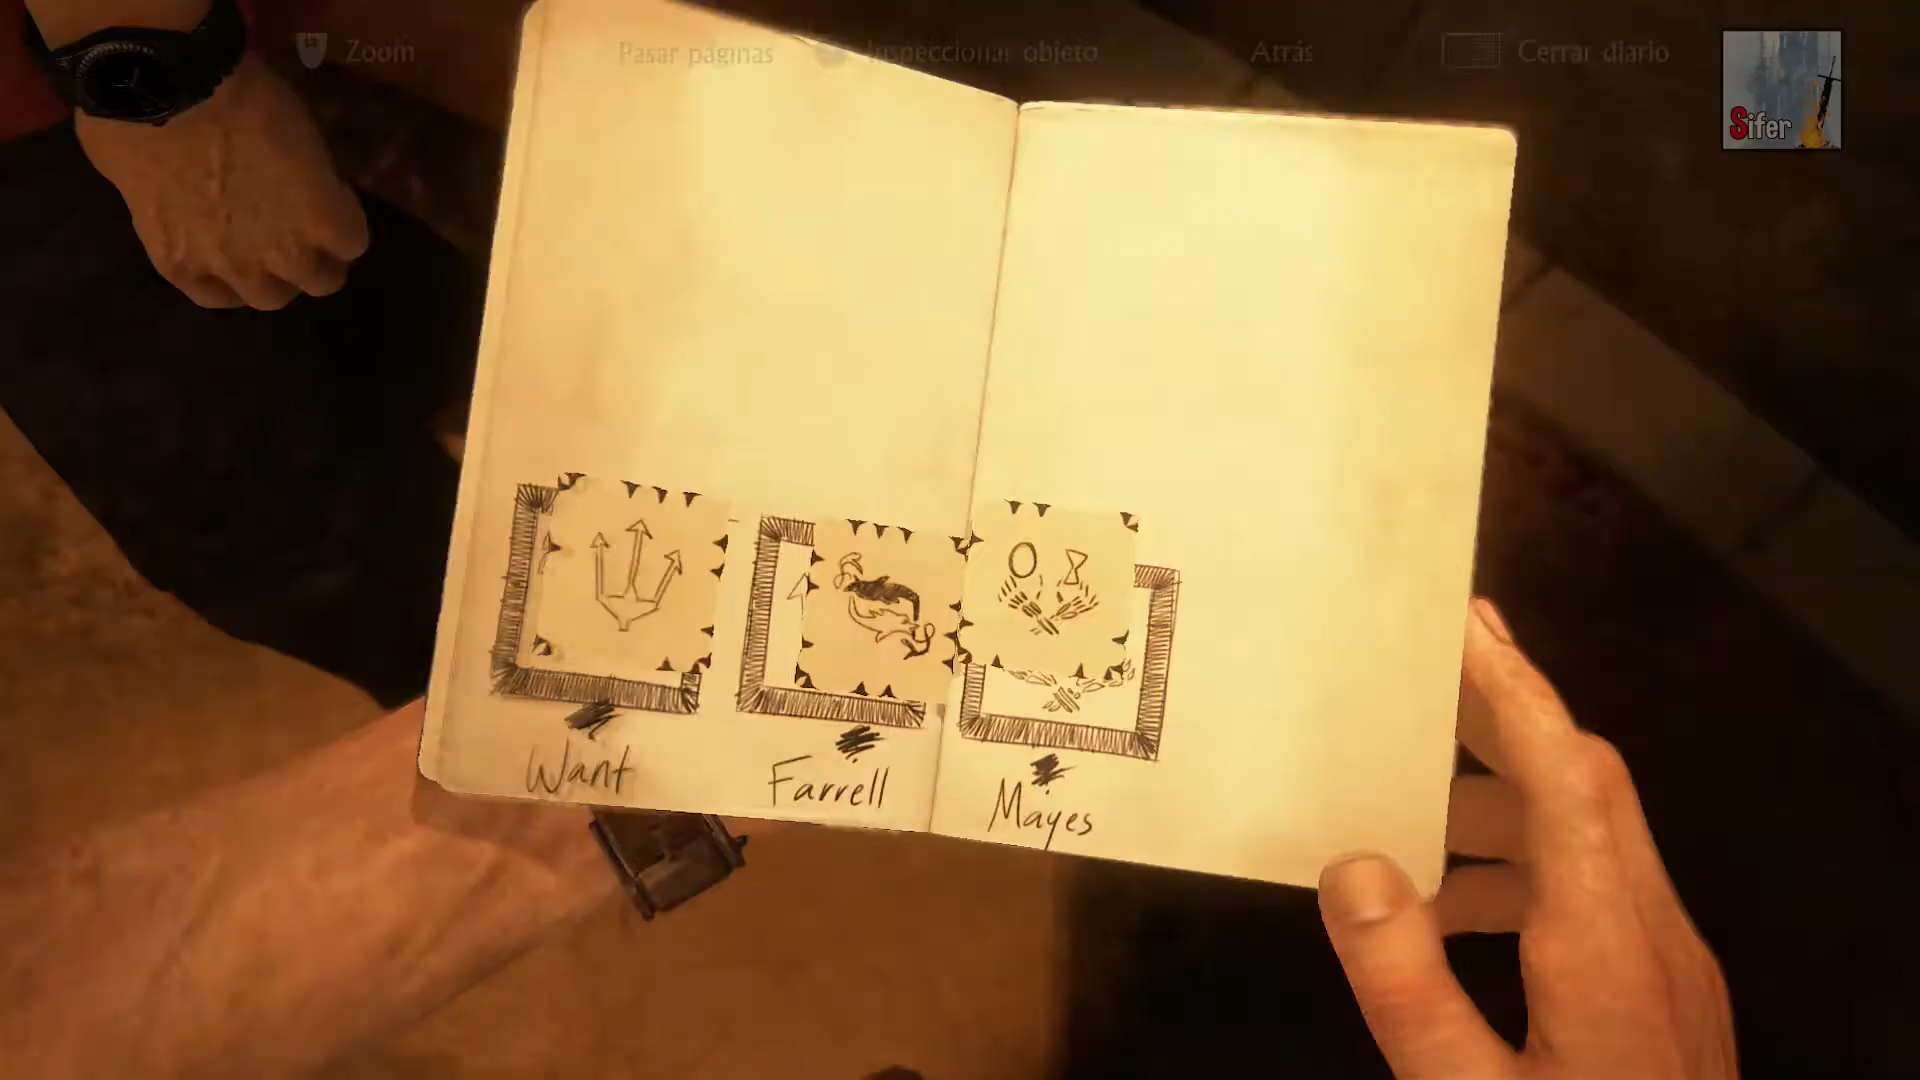 Zoom
Pasar páginas
Inspeccionar objeto
Atrás
Cerrar diario
Sifer
Want
Farrell
Mayes